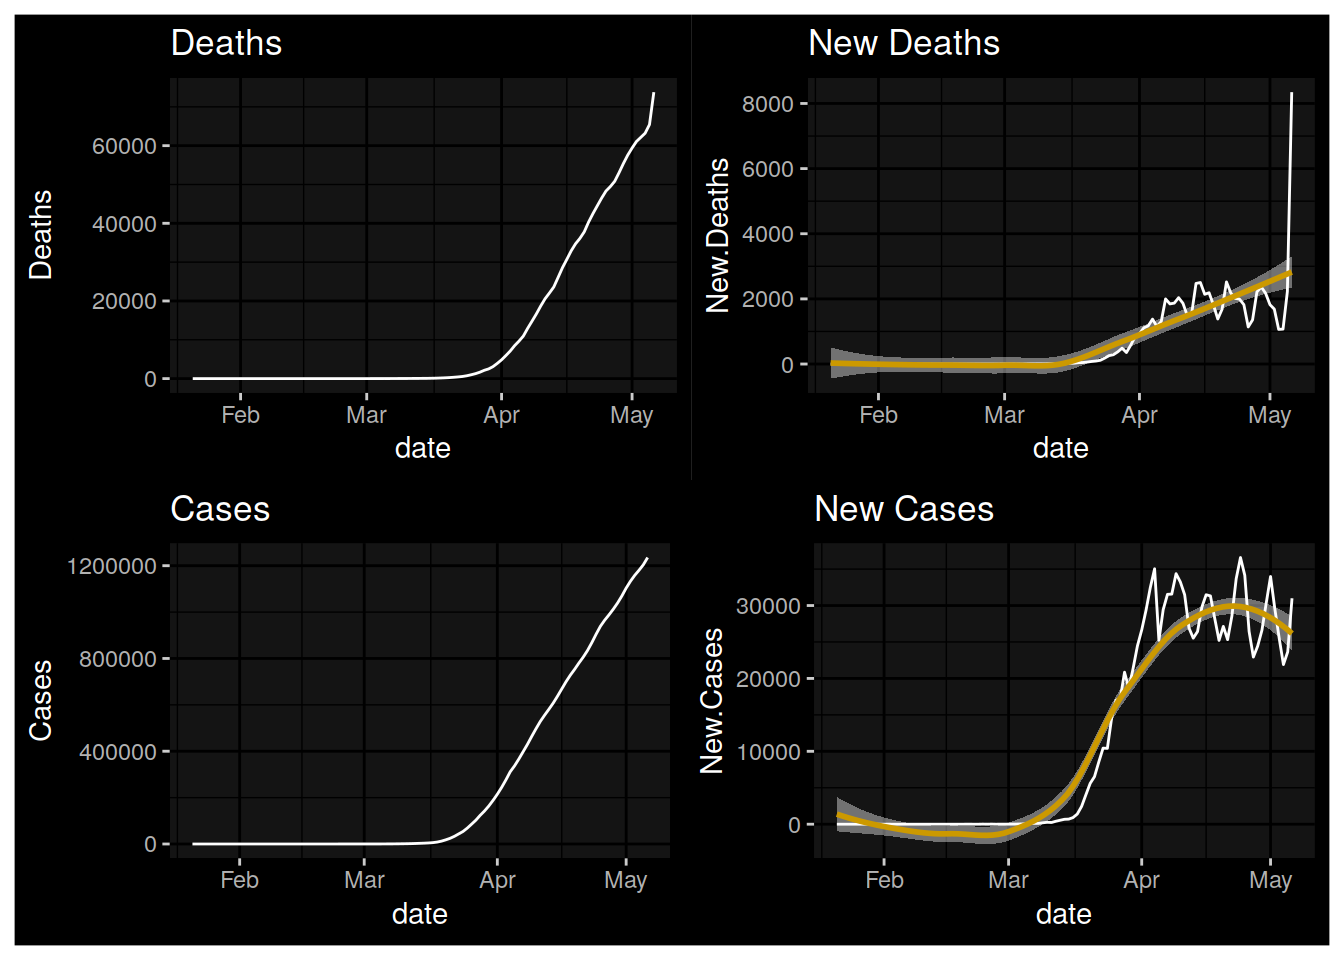 Deaths
Deaths
60000
40000
20000
0
Feb Mar Apr May
date
New Deaths
New.Deaths
8000
6000
4000
2000
0
Feb Mar Apr May
date
Cases
Cases
1200000
800000
400000
0
Feb Mar Apr May
date
New Cases
New.Cases
30000
20000
10000
0
Feb Mar Apr May
date